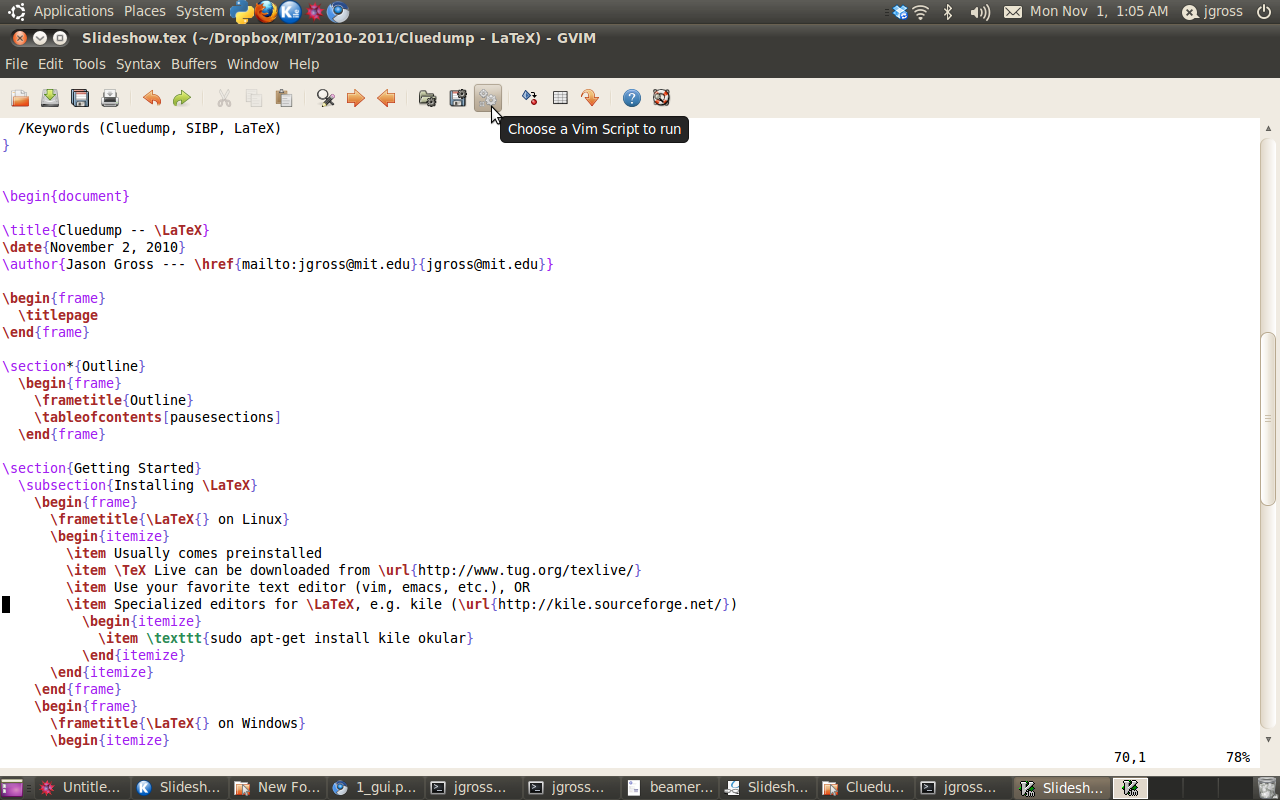 Applications Places System Mon Nov 1, 1:05 AM jgross
Slideshow.tex (~/Dropbox/MIT/2010-2011/Cluedump - LaTeX) - GVIM
File Edit Tools Syntax Buffers Window Help
Choose a Vim Script to run
/Keywords (Cluedump, SIBP, LaTeX)
}
\begin{document}
\title{Cluedump -- \LaTeX}
\date{November 2, 2010}
\author{Jason Gross --- \href{mailto:jgross@mit.edu}{jgross@mit.edu}}
\begin{frame}
\titlepage
\end{frame}
\section*{Outline}
\begin{frame}
\frametitle{Outline}
\tableofcontents[pausesections]
\end{frame}
\section{Getting Started}
\subsection{Installing \LaTeX}
\begin{frame}
\frametitle{\LaTeX{} on Linux}
\begin{itemize}
\item Usually comes preinstalled
\item \TeX Live can be downloaded from \url{http://www.tug.org/texlive/}
\item Use your favorite text editor (vim, emacs, etc.), OR
\item Specialized editors for \LaTeX, e.g. kile (\url{http://kile.sourceforge.net/})
\begin{itemize}
\item \texttt{sudo apt-get install kile okular}
\end{itemize}
\end{itemize}
\end{frame}
\begin{frame}
\frametitle{\LaTeX{} on Windows}
\begin{itemize}
70,1 78%
Untitle... Slidesh... New Fo... 1_gui.p... jgross... jgross... beamer... Slidesh... Cluedu... jgross... Slidesh...